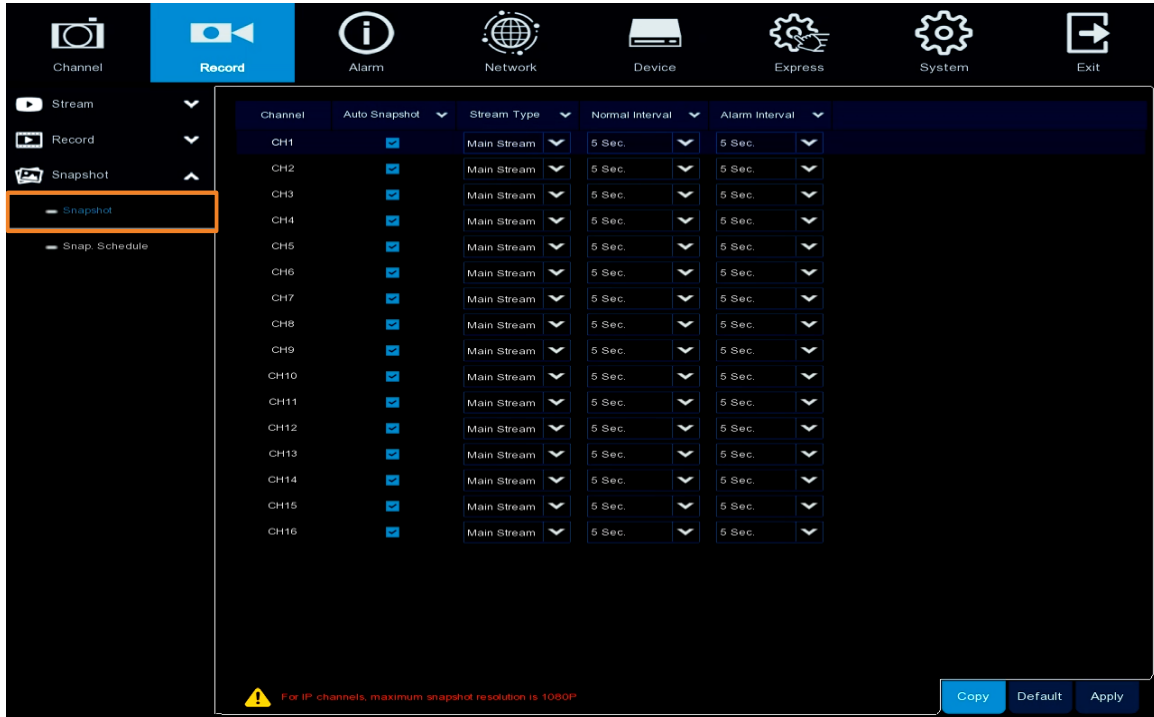 Channel Record Alarm Network Device Express System Exit
Stream
Record
Snapshot
Snapshot
Snap. Schedule
Channel Auto Snapshot Stream Type Normal Interval Alarm Interval
CH1 Main Stream 5 Sec. 5 Sec.
CH2 Main Stream 5 Sec. 5 Sec.
CH3 Main Stream 5 Sec. 5 Sec.
CH4 Main Stream 5 Sec. 5 Sec.
CH5 Main Stream 5 Sec. 5 Sec.
CH6 Main Stream 5 Sec. 5 Sec.
CH7 Main Stream 5 Sec. 5 Sec.
CH8 Main Stream 5 Sec. 5 Sec.
CH9 Main Stream 5 Sec. 5 Sec.
CH10 Main Stream 5 Sec. 5 Sec.
CH11 Main Stream 5 Sec. 5 Sec.
CH12 Main Stream 5 Sec. 5 Sec.
CH13 Main Stream 5 Sec. 5 Sec.
CH14 Main Stream 5 Sec. 5 Sec.
CH15 Main Stream 5 Sec. 5 Sec.
CH16 Main Stream 5 Sec. 5 Sec.
For IP channels, maximum snapshot resolution is 1080P
Copy Default Apply